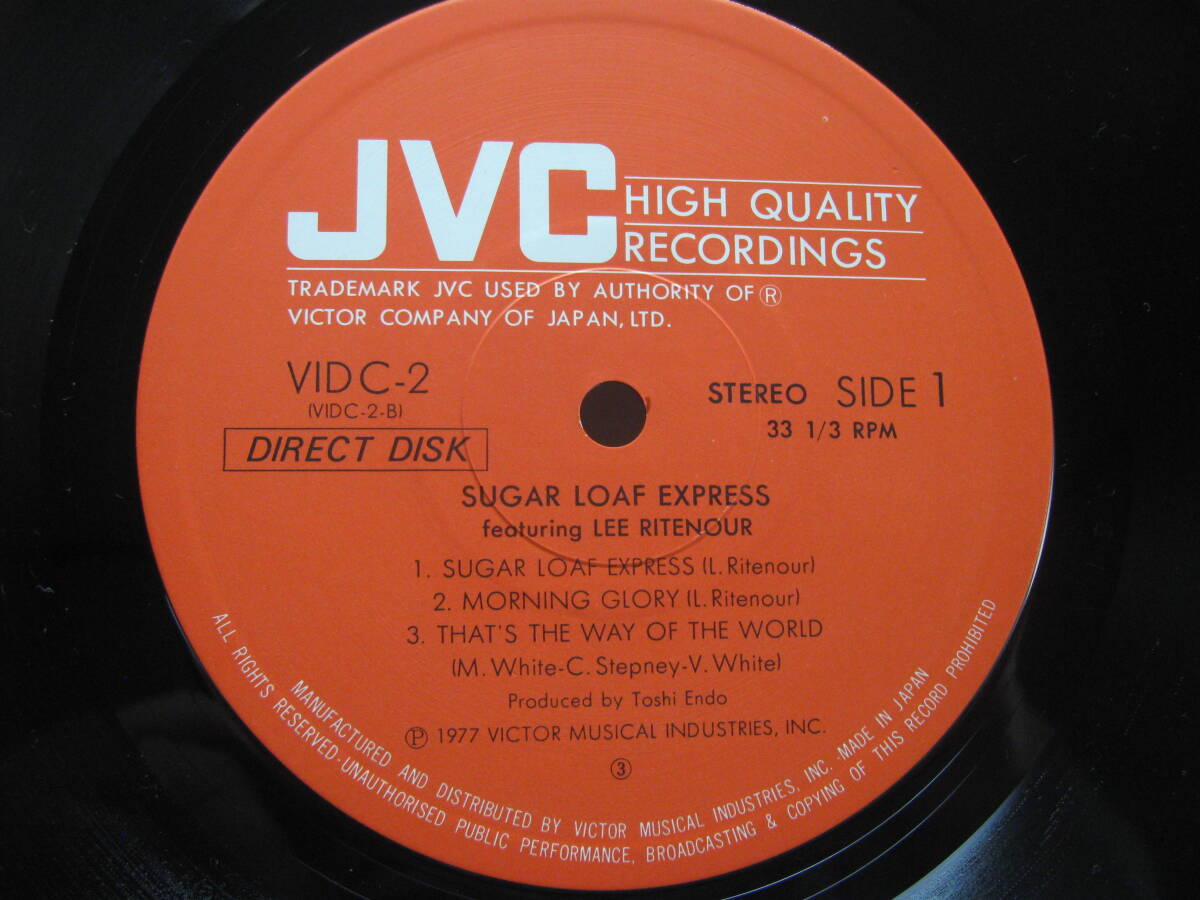 JVC
HIGH QUALITY
RECORDINGS
TRADEMARK JVC USED BY AUTHORITY OF Ⓡ
VICTOR COMPANY OF JAPAN, LTD.
VIDC-2
(VIDC-2-B)
DIRECT DISK
STEREO SIDE 1
33 1/3 RPM
SUGAR LOAF EXPRESS
featuring LEE RITENOUR
1. SUGAR LOAF EXPRESS (L. Ritenour)
2. MORNING GLORY (L. Ritenour)
3. THAT'S THE WAY OF THE WORLD
(M. White-C. Stepney-V. White)
Produced by Toshi Endo
Ⓟ 1977 VICTOR MUSICAL INDUSTRIES, INC.
③
MANUFACTURED AND DISTRIBUTED BY VICTOR MUSICAL INDUSTRIES, INC. -MADE IN JAPAN
ALL RIGHTS RESERVED-UNAUTHORISED PUBLIC PERFORMANCE, BROADCASTING & COPYING OF THIS RECORD PROHIBITED